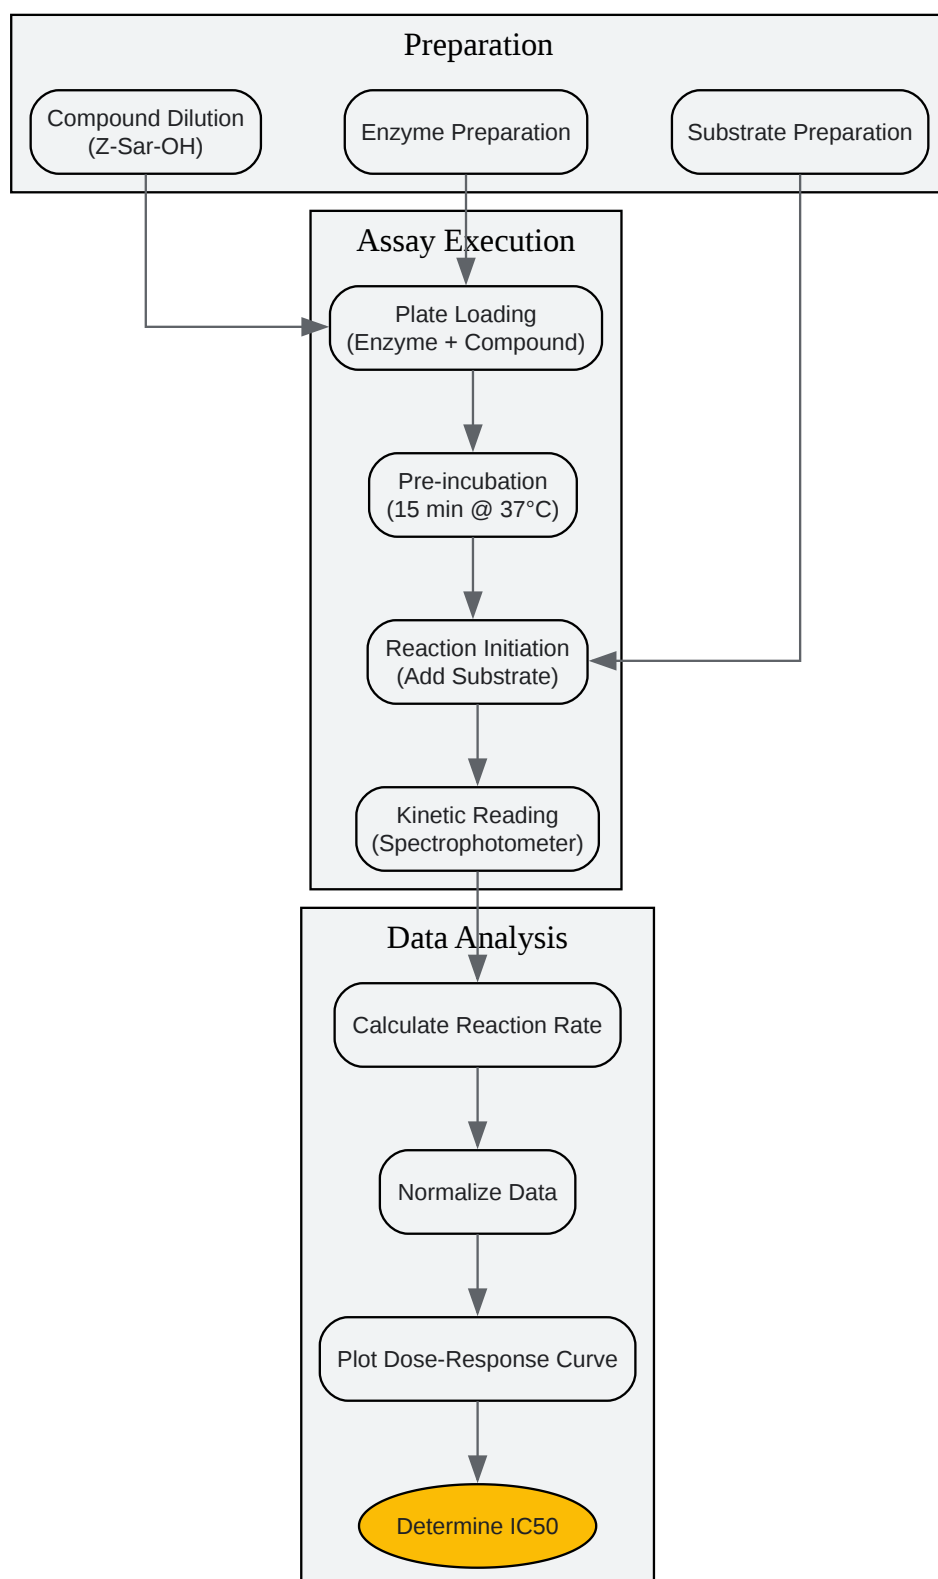 Preparation
Compound Dilution
(Z-Sar-OH)
Enzyme Preparation
Substrate Preparation
Assay Execution
Plate Loading
(Enzyme + Compound)
Pre-incubation
(15 min @ 37°C)
Reaction Initiation
(Add Substrate)
Kinetic Reading
(Spectrophotometer)
Data Analysis
Calculate Reaction Rate
Normalize Data
Plot Dose-Response Curve
Determine IC50